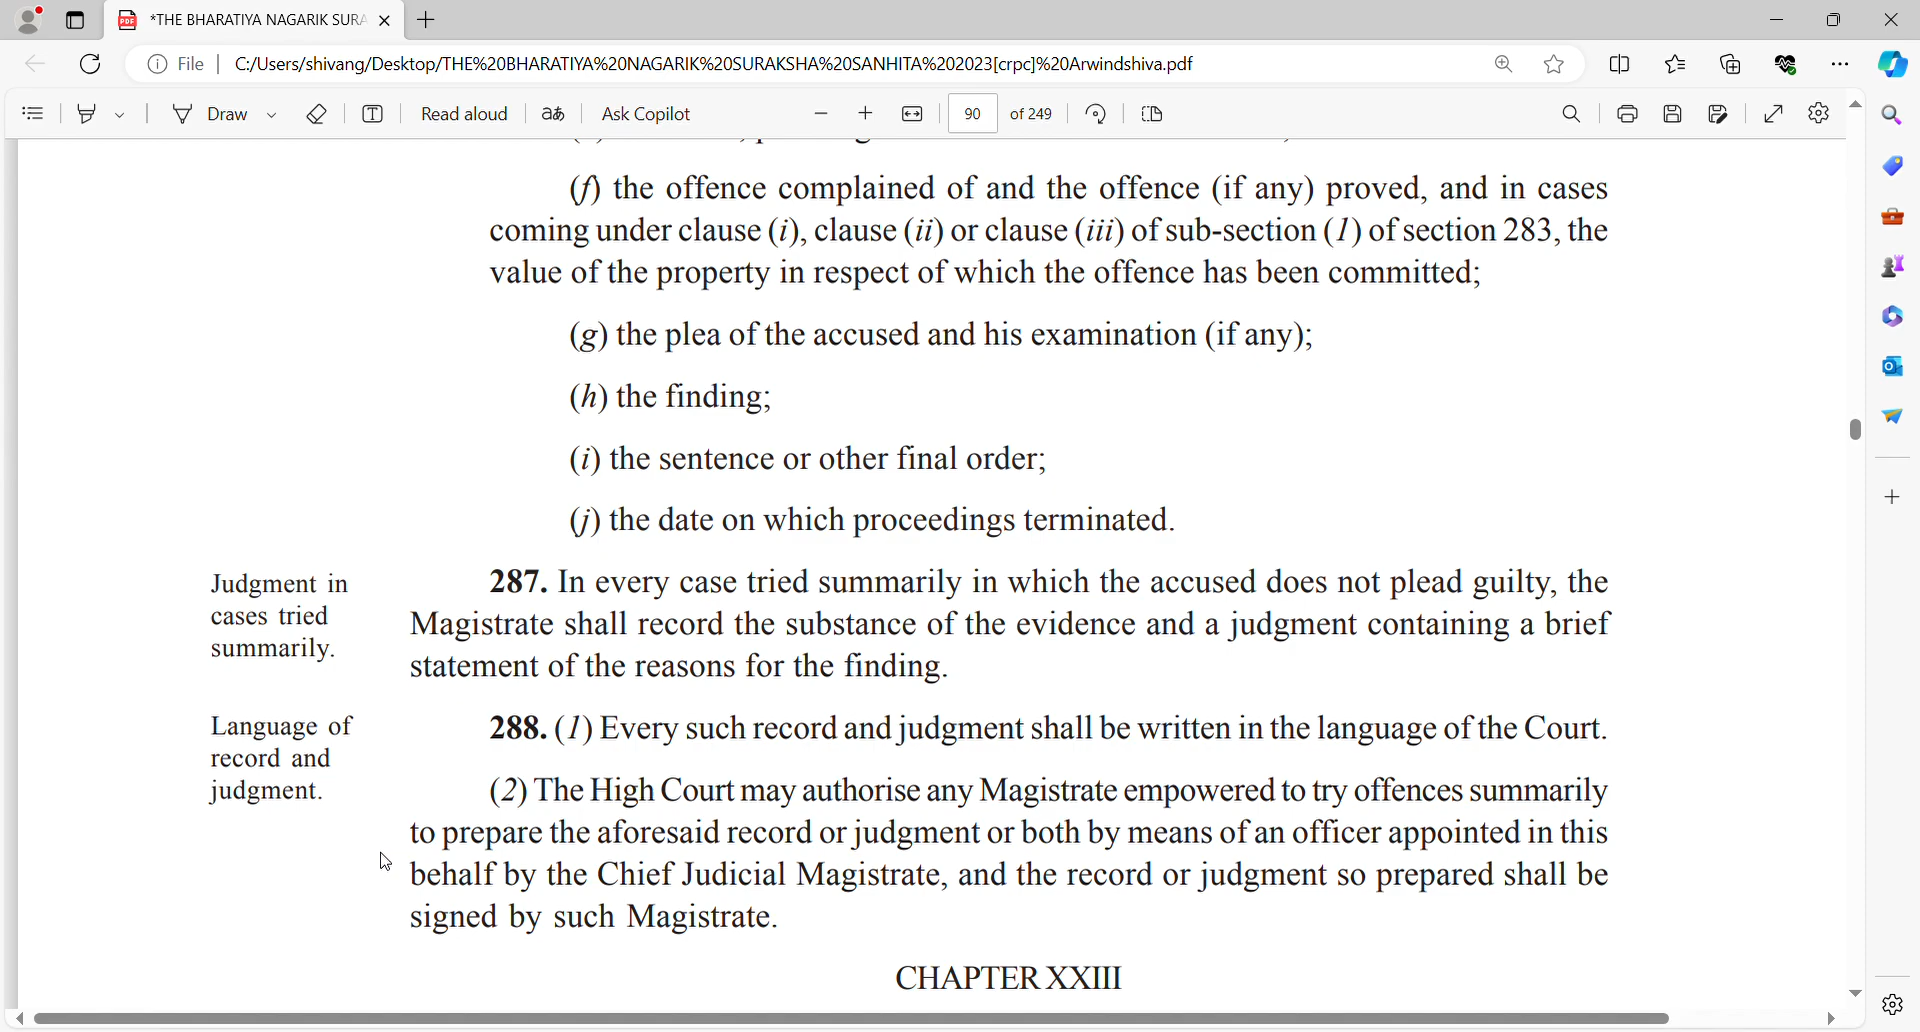 *THE BHARATIYA NAGARIK SURA
File
C:/Users/shivang/Desktop/THE%20BHARATIYA%20NAGARIK%20SURAKSHA%20SANHITA%202023[crpc]%20Arwindshiva.pdf
Draw
Read aloud
aあ
Ask Copilot
90 of 249
(f) the offence complained of and the offence (if any) proved, and in cases
coming under clause (i), clause (ii) or clause (iii) of sub-section (1) of section 283, the
value of the property in respect of which the offence has been committed;
(g) the plea of the accused and his examination (if any);
(h) the finding;
(i) the sentence or other final order;
(j) the date on which proceedings terminated.
Judgment in
cases tried
summarily.
287. In every case tried summarily in which the accused does not plead guilty, the
Magistrate shall record the substance of the evidence and a judgment containing a brief
statement of the reasons for the finding.
Language of
record and
judgment.
288. (1) Every such record and judgment shall be written in the language of the Court.
(2) The High Court may authorise any Magistrate empowered to try offences summarily
to prepare the aforesaid record or judgment or both by means of an officer appointed in this
behalf by the Chief Judicial Magistrate, and the record or judgment so prepared shall be
signed by such Magistrate.
CHAPTER XXIII